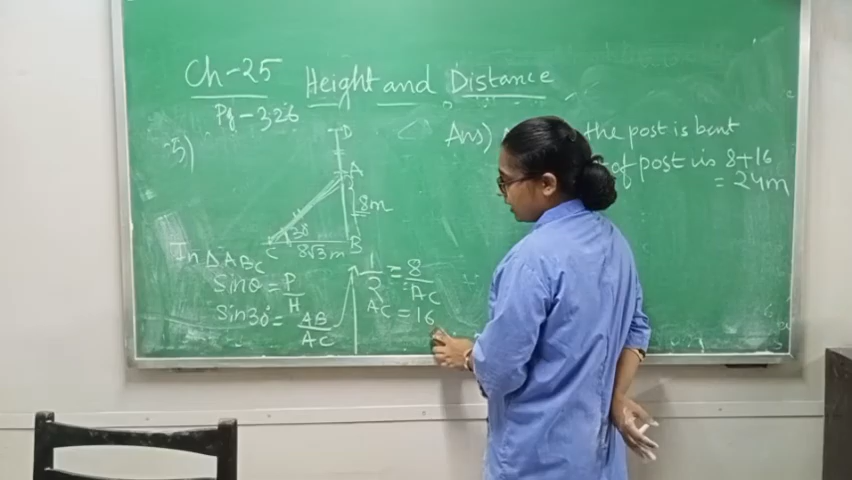 Ch-25 Height and Distance
Pg-326
5)
D
A
8m
30
C 8√3 m B
In ΔABC
Sinθ = P/H
Sin30° = AB/AC
1/2 = 8/AC
AC = 16
Ans) the post is bent
of post is 8+16
= 24m